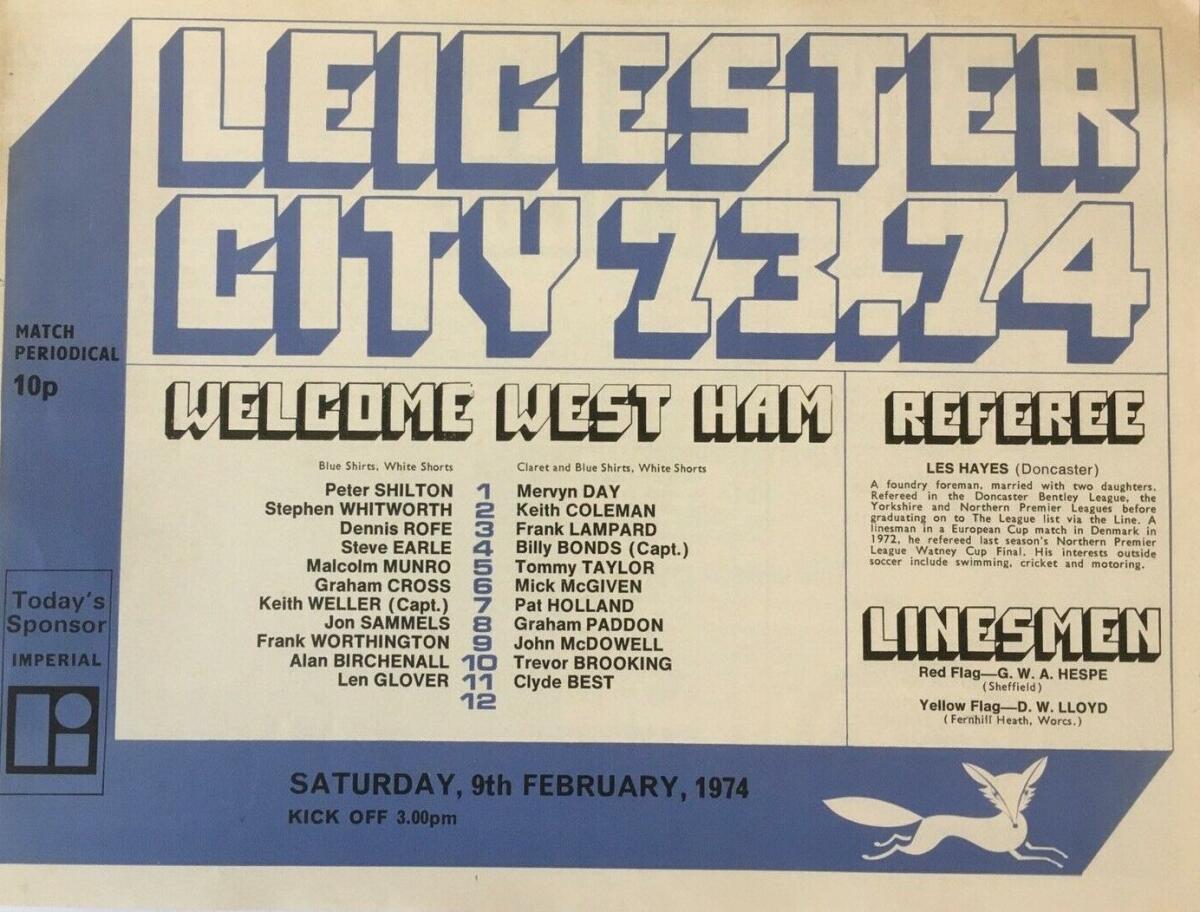 LEICESTER
CITY 73.74
MATCH
PERIODICAL
10p
WELCOME WEST HAM
Blue Shirts, White Shorts Claret and Blue Shirts, White Shorts
Peter SHILTON 1 Mervyn DAY
Stephen WHITWORTH 2 Keith COLEMAN
Dennis ROFE 3 Frank LAMPARD
Steve EARLE 4 Billy BONDS (Capt.)
Malcolm MUNRO 5 Tommy TAYLOR
Graham CROSS 6 Mick McGIVEN
Keith WELLER (Capt.) 7 Pat HOLLAND
Jon SAMMELS 8 Graham PADDON
Frank WORTHINGTON 9 John McDOWELL
Alan BIRCHENALL 10 Trevor BROOKING
Len GLOVER 11 Clyde BEST
12
REFEREE
LES HAYES (Doncaster)
A foundry foreman, married with two daughters.
Refereed in the Doncaster Bentley League, the
Yorkshire and Northern Premier Leagues before
graduating on to The League list via the Line. A
linesman in a European Cup match in Denmark in
1972, he refereed last season's Northern Premier
League Watney Cup Final. His interests outside
soccer include swimming, cricket and motoring.
LINESMEN
Red Flag—G. W. A. HESPE
(Sheffield)
Yellow Flag—D. W. LLOYD
(Fernhill Heath, Worcs.)
Today's
Sponsor
IMPERIAL
SATURDAY, 9th FEBRUARY, 1974
KICK OFF 3.00pm